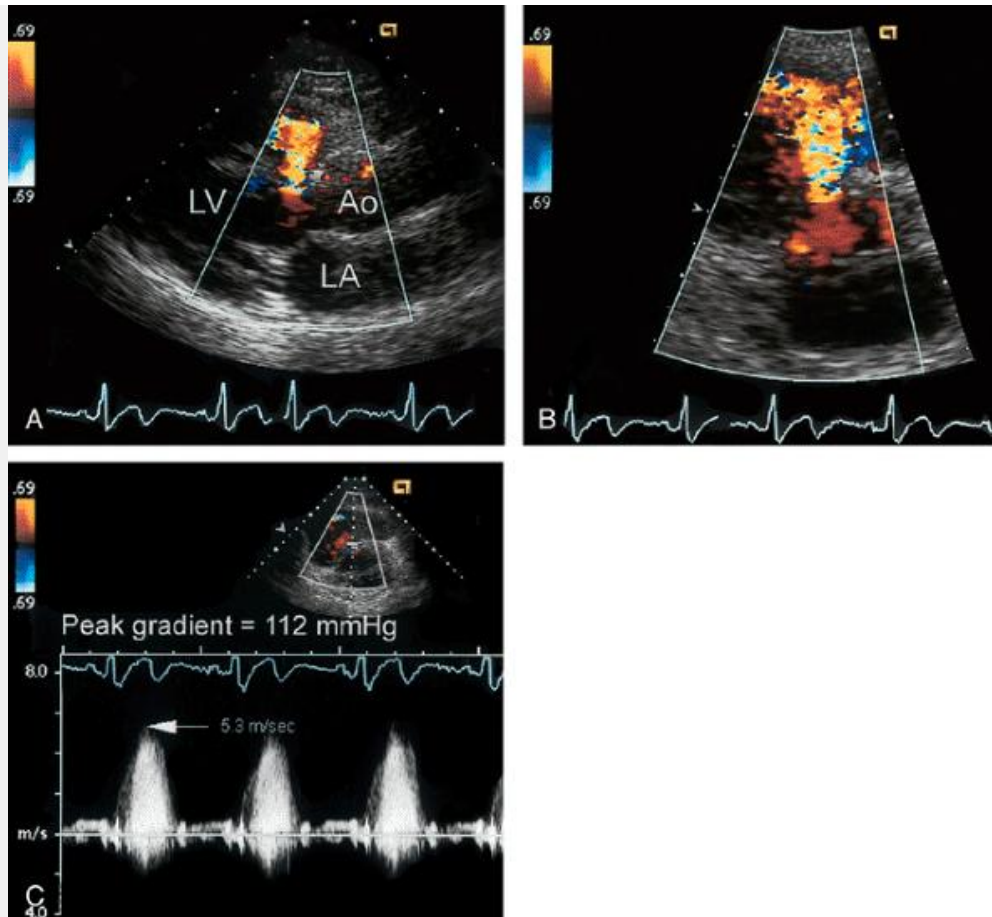 .69
.69
LV
Ao
LA
A
.69
.69
B
.69
.69
Peak gradient = 112 mmHg
8.0
5.3 m/sec
m/s
C
4.0